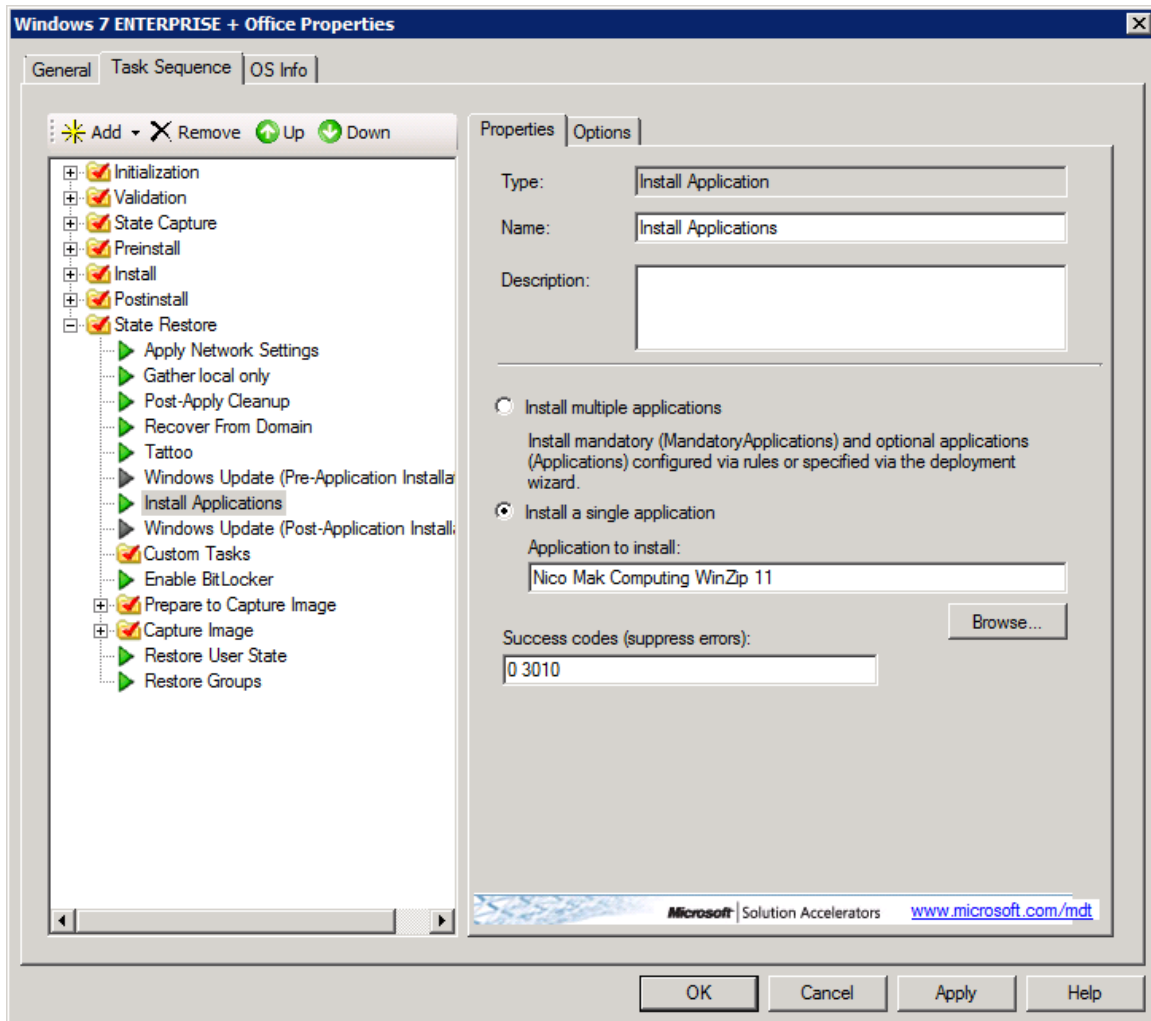 Windows 7 ENTERPRISE + Office Properties
General Task Sequence OS Info
Add Remove Up Down
Initialization
Validation
State Capture
Preinstall
Install
Postinstall
State Restore
Apply Network Settings
Gather local only
Post-Apply Cleanup
Recover From Domain
Tattoo
Windows Update (Pre-Application Installa
Install Applications
Windows Update (Post-Application Install
Custom Tasks
Enable BitLocker
Prepare to Capture Image
Capture Image
Restore User State
Restore Groups
Properties Options
Type: Install Application
Name: Install Applications
Description:
Install multiple applications
Install mandatory (MandatoryApplications) and optional applications
(Applications) configured via rules or specified via the deployment
wizard.
Install a single application
Application to install:
Nico Mak Computing WinZip 11
Browse...
Success codes (suppress errors):
0 3010
Microsoft Solution Accelerators www.microsoft.com/mdt
OK Cancel Apply Help